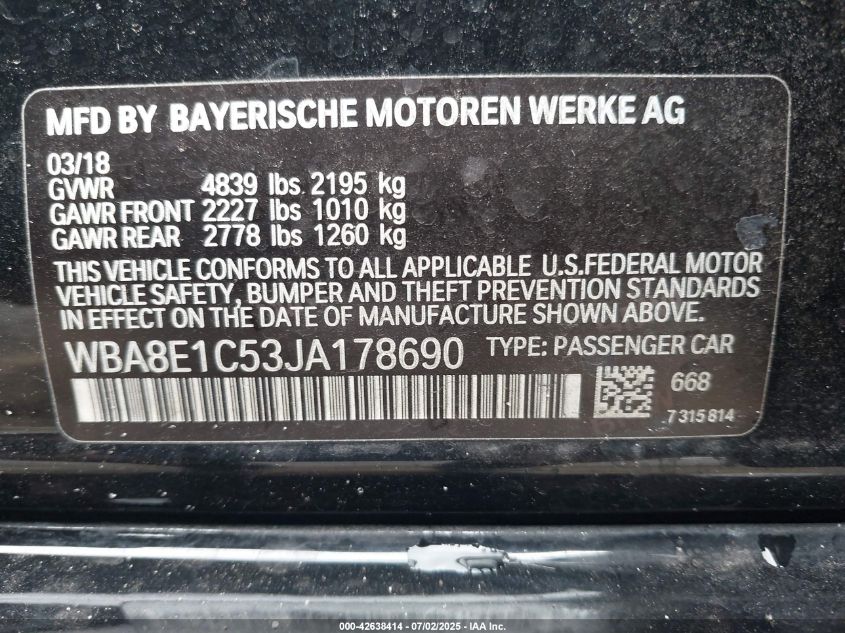 MFD BY BAYERISCHE MOTOREN WERKE AG
03/18
GVWR 4839 lbs 2195 kg
GAWR FRONT 2227 lbs 1010 kg
GAWR REAR 2778 lbs 1260 kg
THIS VEHICLE CONFORMS TO ALL APPLICABLE U.S.FEDERAL MOTOR
VEHICLE SAFETY, BUMPER AND THEFT PREVENTION STANDARDS
IN EFFECT ON THE DATE OF MANUFACTURE SHOWN ABOVE.
WBA8E1C53JA178690 TYPE: PASSENGER CAR
668
7 315 814
000-42638414 - 07/02/2025 - IAA Inc.